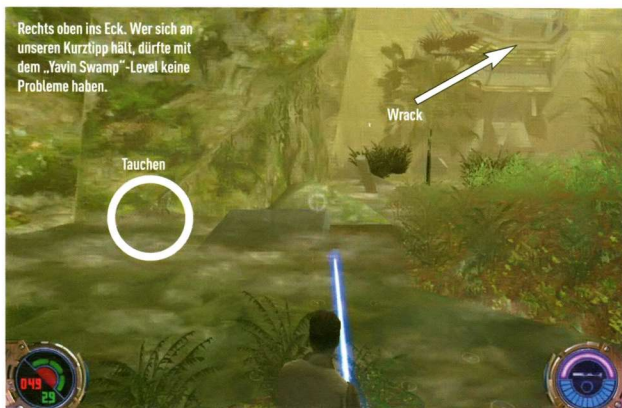 Rechts oben ins Eck. Wer sich an
unseren Kurztipp hält, dürfte mit
dem „Yavin Swamp“-Level keine
Probleme haben.
Wrack
Tauchen
049
29